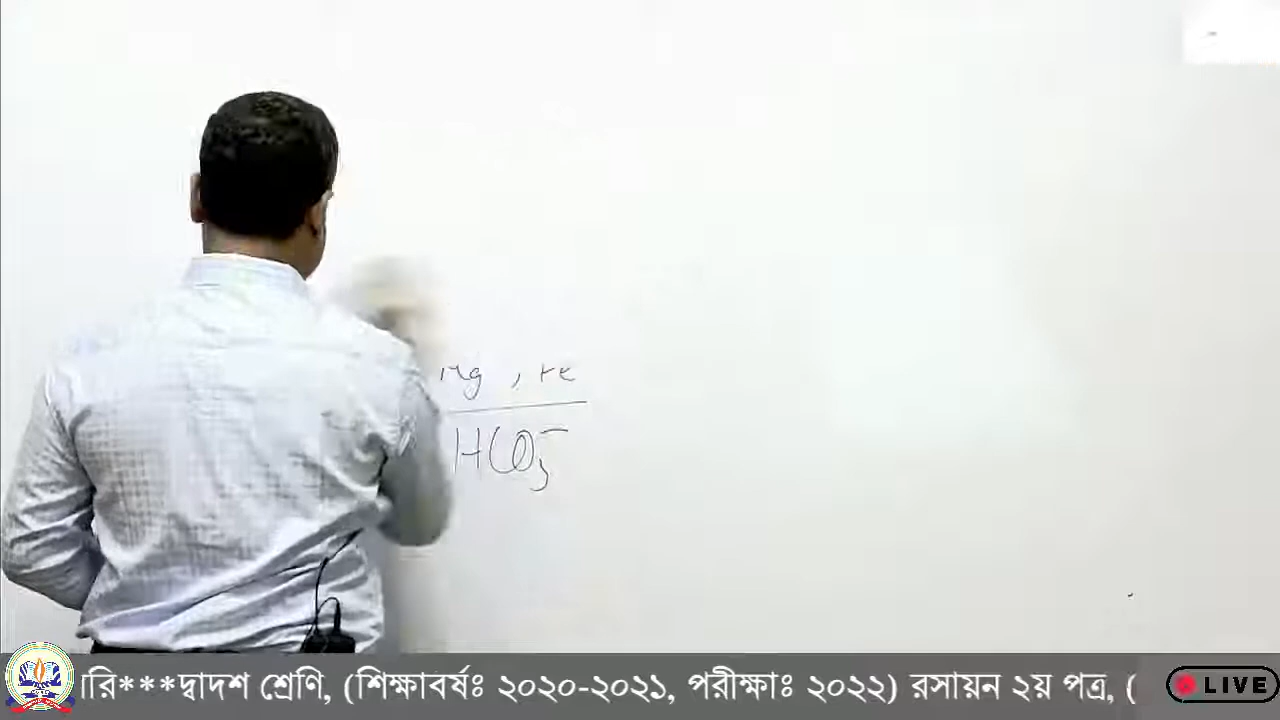 Mg , Fe
HCO₃⁻
ারি***দ্বাদশ শ্রেণি, (শিক্ষাবর্ষঃ ২০২০-২০২১, পরীক্ষাঃ ২০২২) রসায়ন ২য় পত্র, (
LIVE